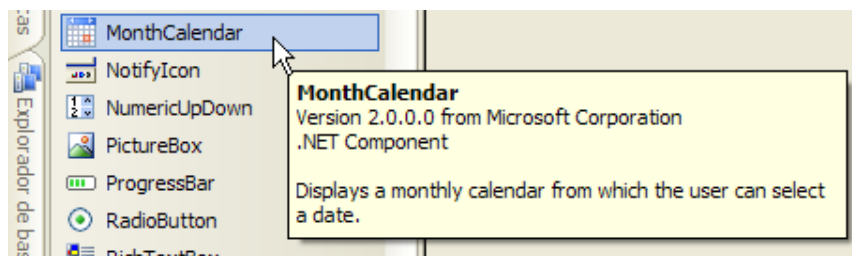 MonthCalendar
NotifyIcon
NumericUpDown
PictureBox
ProgressBar
RadioButton
RichTextBox
MonthCalendar
Version 2.0.0.0 from Microsoft Corporation
.NET Component
Displays a monthly calendar from which the user can select
a date.
cas
Explorador de bas